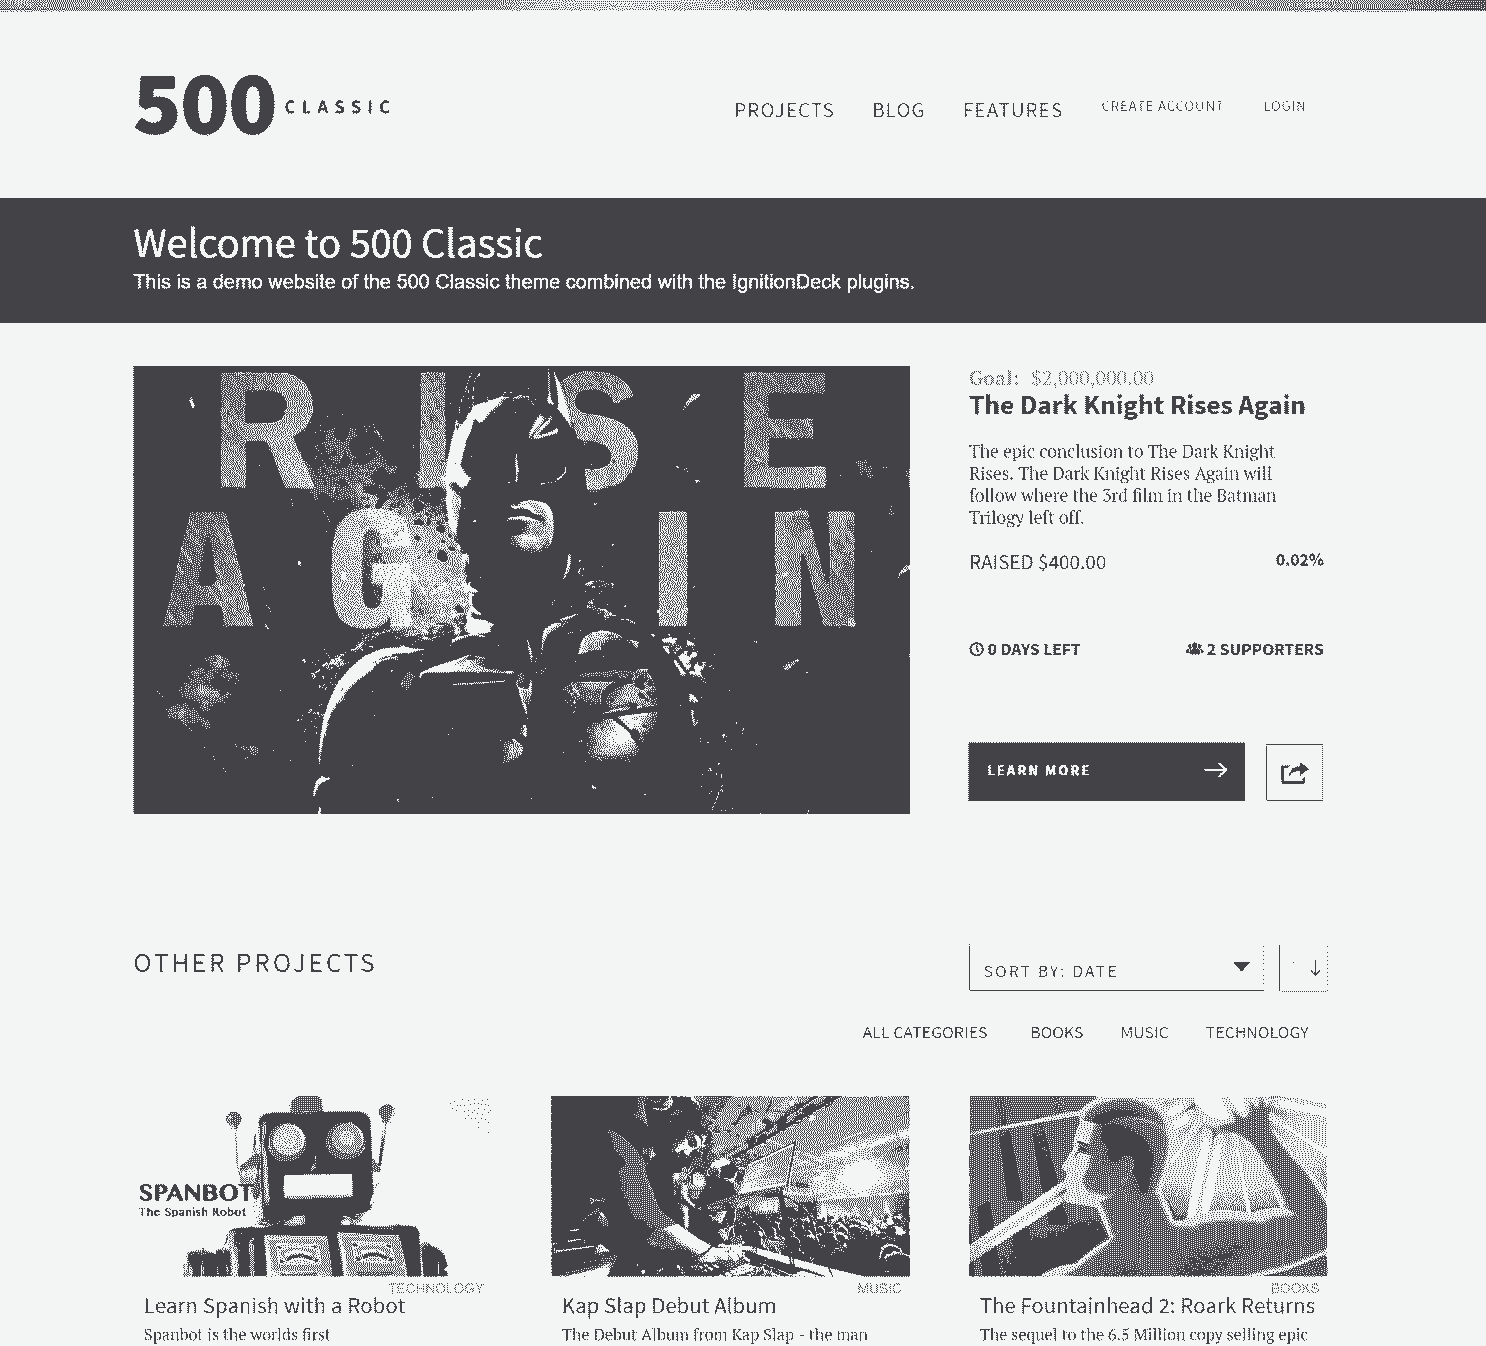 500 CLASSIC
PROJECTS BLOG FEATURES CREATE ACCOUNT LOGIN
Welcome to 500 Classic
This is a demo website of the 500 Classic theme combined with the IgnitionDeck plugins.
RISE
AGAIN
Goal: $2,000,000.00
The Dark Knight Rises Again
The epic conclusion to The Dark Knight
Rises. The Dark Knight Rises Again will
follow where the 3rd film in the Batman
Trilogy left off.
RAISED $400.00 0.02%
0 DAYS LEFT 2 SUPPORTERS
LEARN MORE
OTHER PROJECTS
SORT BY: DATE
ALL CATEGORIES BOOKS MUSIC TECHNOLOGY
SPANBOT
The Spanish Robot
TECHNOLOGY
Learn Spanish with a Robot
Spanbot is the worlds first
MUSIC
Kap Slap Debut Album
The Debut Album from Kap Slap - the man
BOOKS
The Fountainhead 2: Roark Returns
The sequel to the 6.5 Million copy selling epic